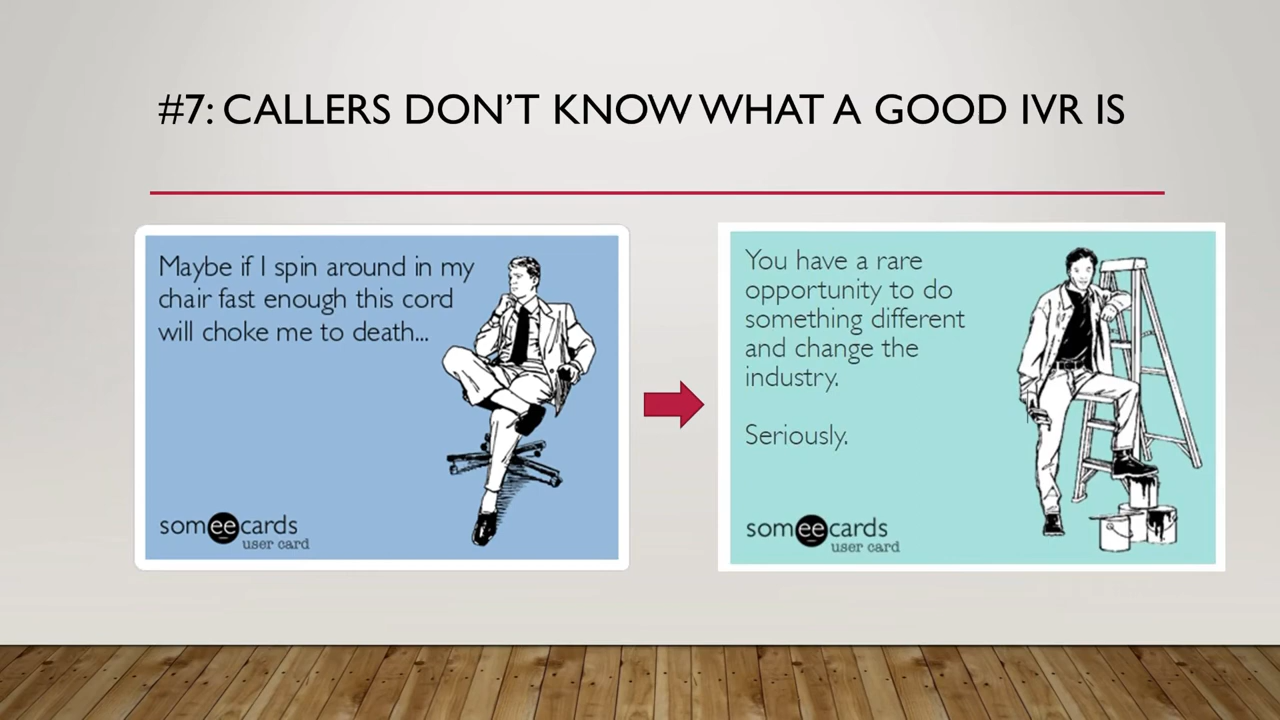 #7: CALLERS DON'T KNOW WHAT A GOOD IVR IS
Maybe if I spin around in my
chair fast enough this cord
will choke me to death...
someecards
user card
You have a rare
opportunity to do
something different
and change the
industry.
Seriously.
someecards
user card